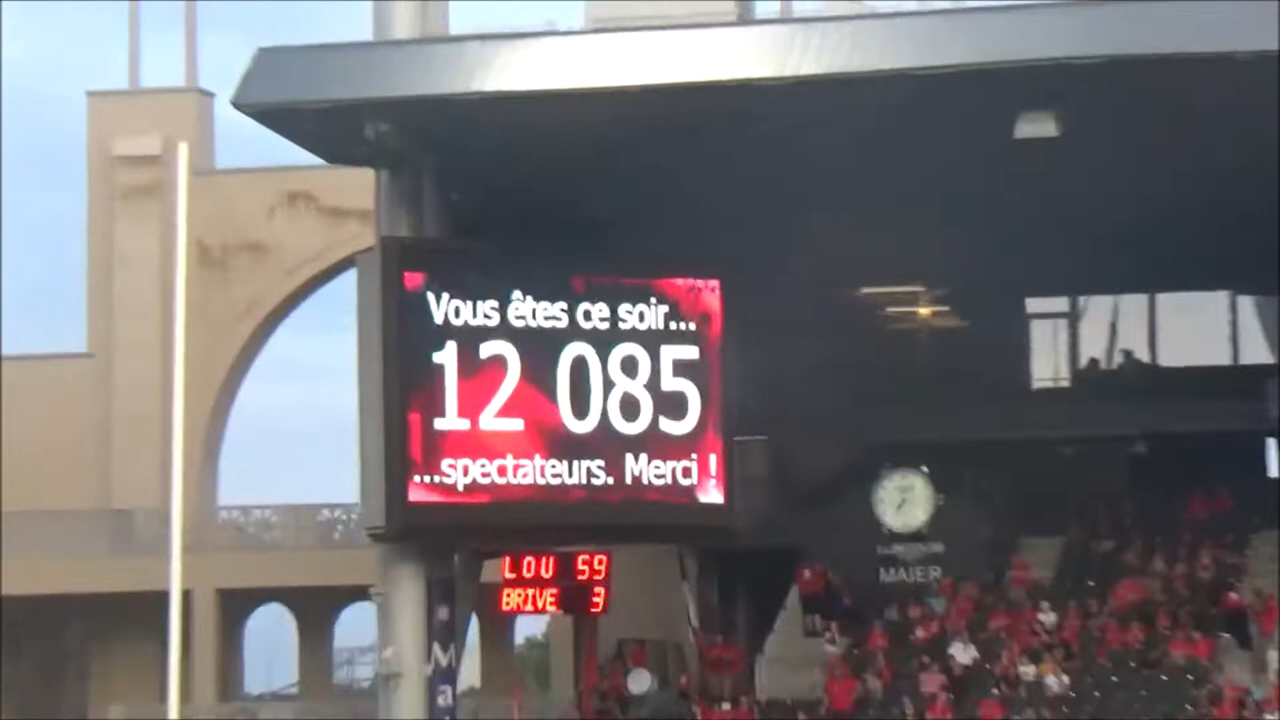 Vous êtes ce soir...
12 085
...spectateurs. Merci !
LOU 59
BRIVE 3
MAIER
M
a